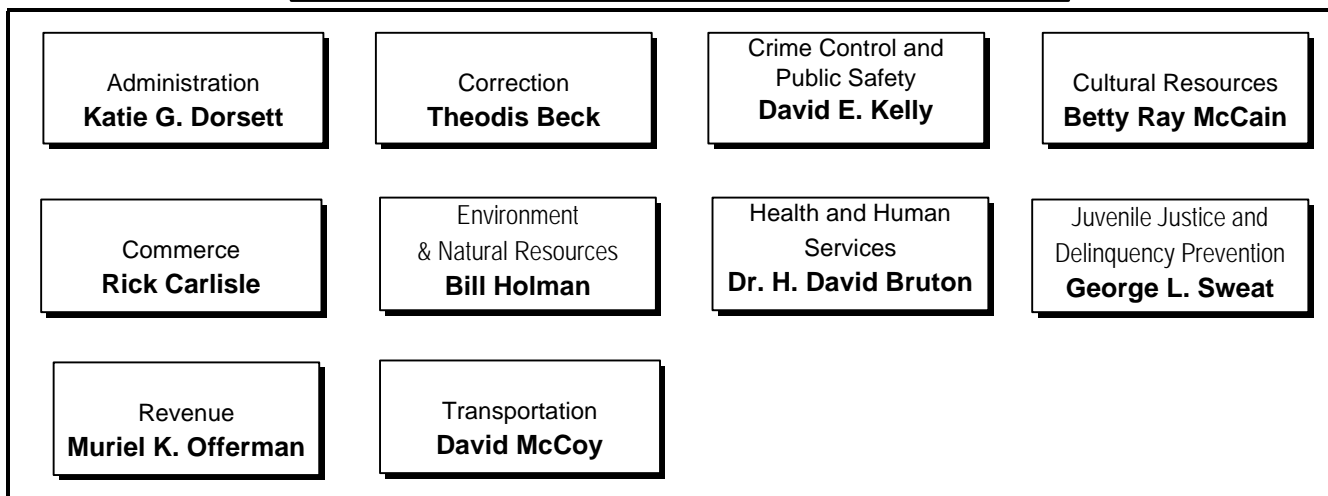 Administration
Katie G. Dorsett
Correction
Theodis Beck
Crime Control and
Public Safety
David E. Kelly
Cultural Resources
Betty Ray McCain
Commerce
Rick Carlisle
Environment
& Natural Resources
Bill Holman
Health and Human
Services
Dr. H. David Bruton
Juvenile Justice and
Delinquency Prevention
George L. Sweat
Revenue
Muriel K. Offerman
Transportation
David McCoy